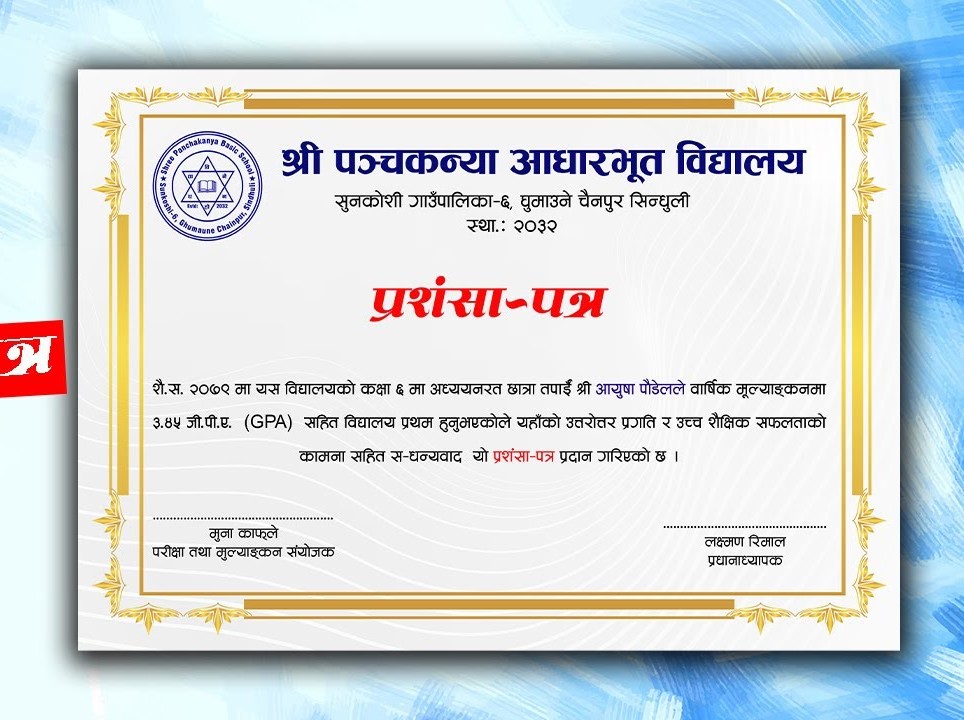 श्री पञ्चकन्या आधारभूत विद्यालय
सुनकोशी गाउँपालिका-६, घुमाउने चैनपुर सिन्धुली
स्था.: २०३२
Shree Panchakanya Basic School
Sunkoshi-6, Ghumaune Chainpur, Sindhuli
Estd: 2032
प्रशंसा-पत्र
त्र
शै.स. २०७९ मा यस विद्यालयको कक्षा ६ मा अध्ययनरत छात्रा तपाईँ श्री आयुषा पौडेलले वार्षिक मूल्याङ्कनमा
३.४५ जी.पी.ए. (GPA) सहित विद्यालय प्रथम हुनुभएकोले यहाँको उत्तरोत्तर प्रगति र उच्च शैक्षिक सफलताको
कामना सहित स-धन्यवाद यो प्रशंसा-पत्र प्रदान गरिएको छ ।
मुना काफ्ले
परीक्षा तथा मुल्याङ्कन संयोजक
लक्ष्मण रिमाल
प्रधानाध्यापक